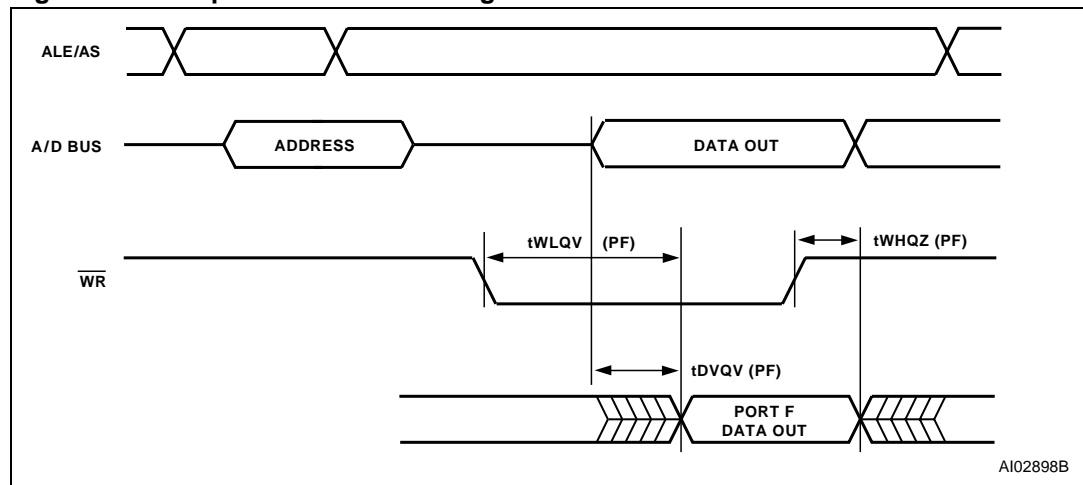 ALE/AS
A/D BUS
ADDRESS
DATA OUT
tWLQV (PF)
tWHQZ (PF)
WR
tDVQV (PF)
PORT F
DATA OUT
AI02898B